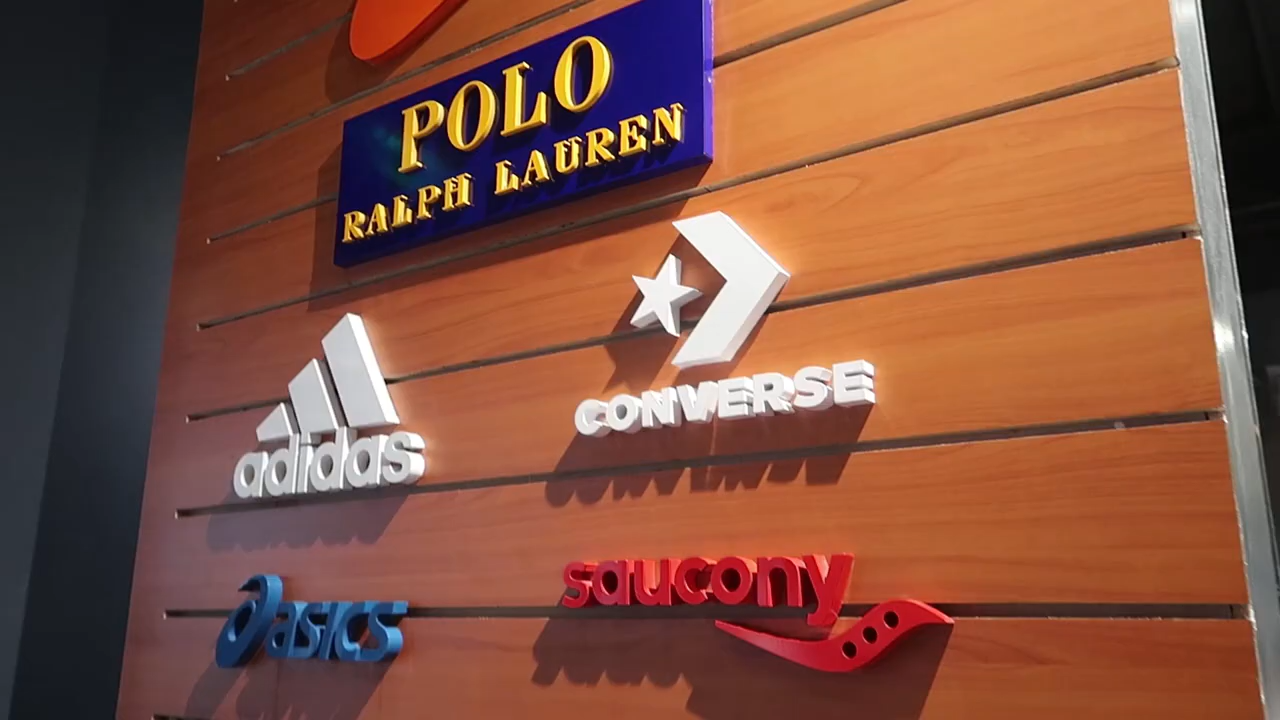 POLO
RALPH LAUREN
CONVERSE
adidas
saucony
asics